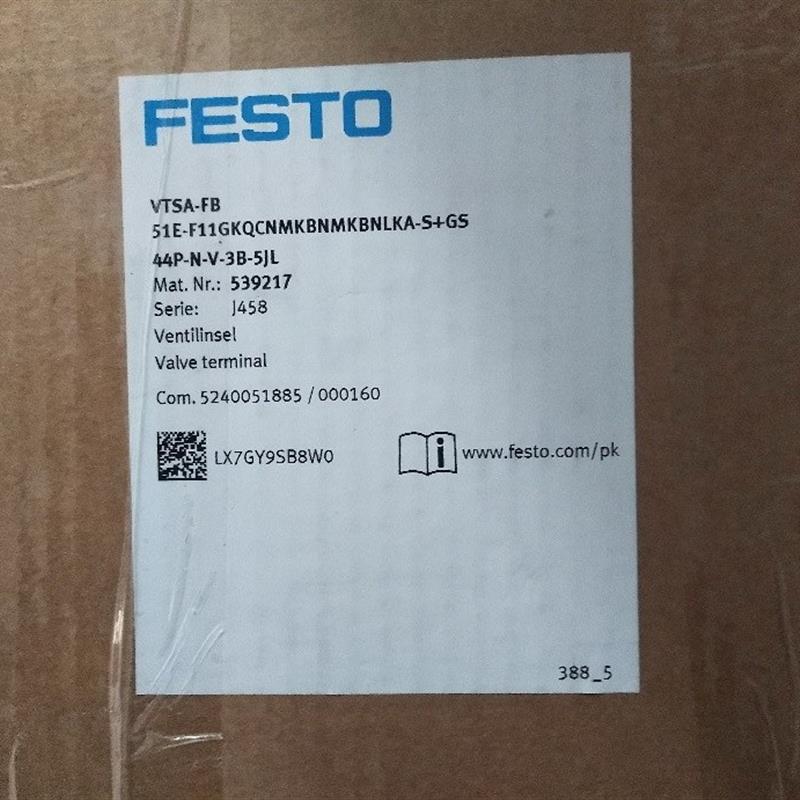 FESTO
VTSA-FB
51E-F11GKQCNMKBNMKBNLKA-S+GS
44P-N-V-3B-5JL
Mat. Nr.: 539217
Serie: J458
Ventilinsel
Valve terminal
Com. 5240051885 / 000160
LX7GY9SB8W0
www.festo.com/pk
388_5